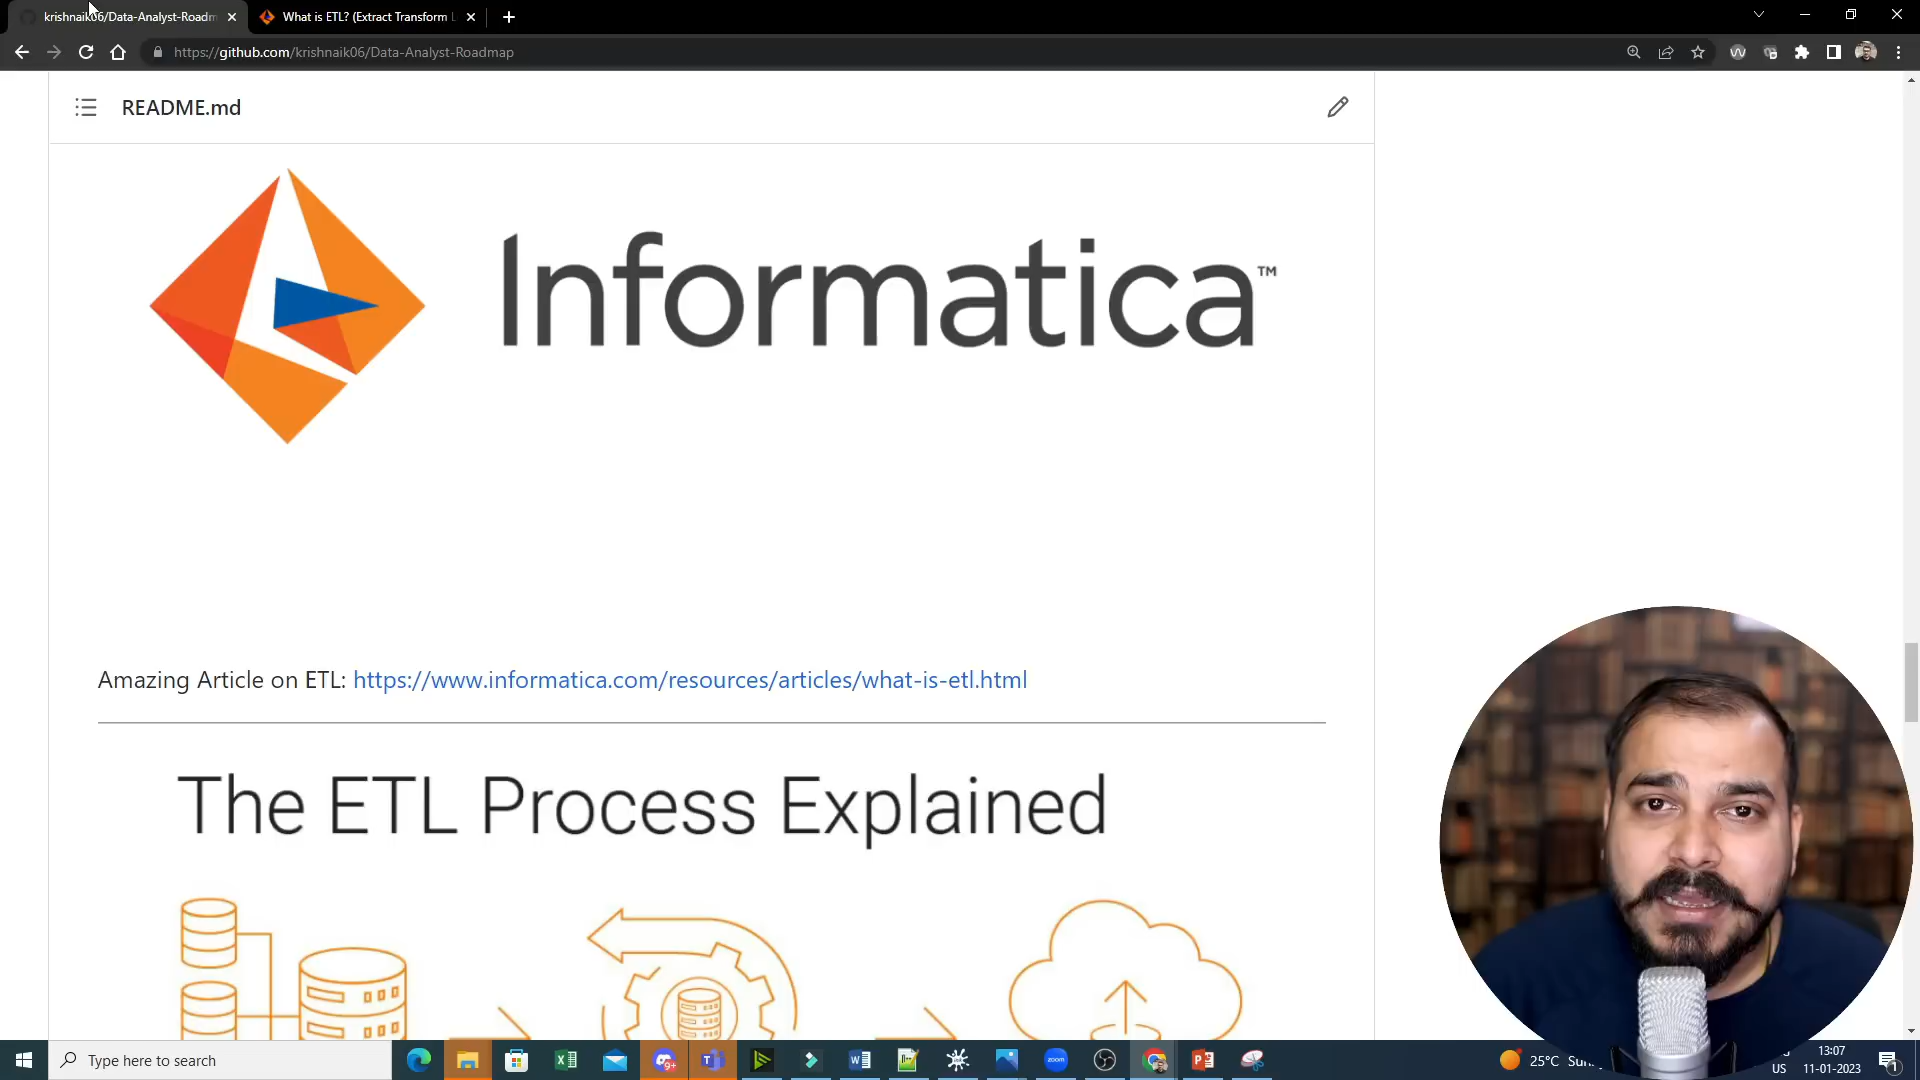 krishnaik06/Data-Analyst-Roadm
What is ETL? (Extract Transform L
https://github.com/krishnaik06/Data-Analyst-Roadmap
README.md
Informatica™
Amazing Article on ETL: https://www.informatica.com/resources/articles/what-is-etl.html
The ETL Process Explained
Type here to search
9+
25°C
13:07
US
11-01-2023
1